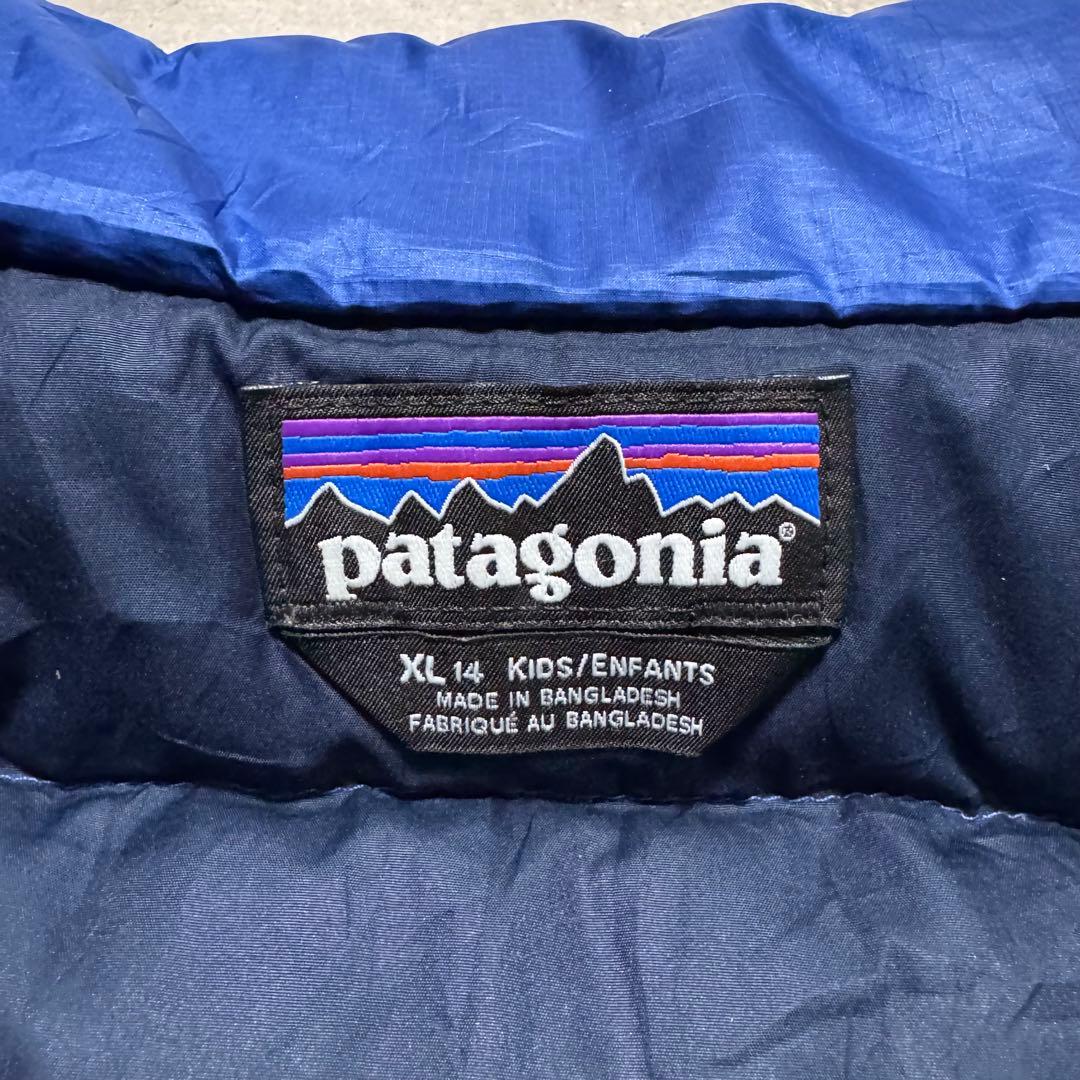 patagonia®
XL 14 KIDS/ENFANTS
MADE IN BANGLADESH
FABRIQUÉ AU BANGLADESH